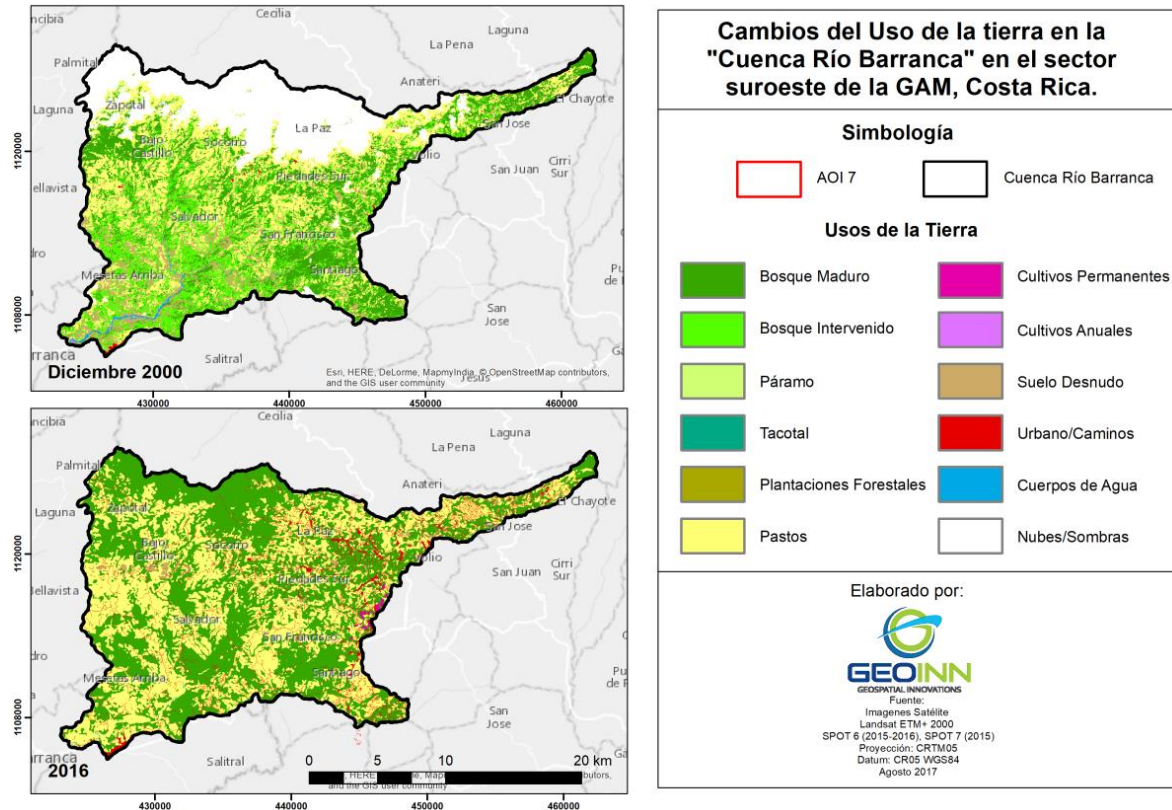 Cecilia
Laguna
La Pena
Palmital
Anateri
Laguna
Zapotal
El Chayote
San Jose
La Paz
Bajo
Castillo
Socorro
1120000
San Juan
Cirri
Sur
Piedades Sur
Bellavista
Salvador
San Francisco
Santiago
Mesetas Arriba
1108000
San
Jose
Salitral
Jesus
Diciembre 2000
Esri, HERE, DeLorme, MapmyIndia, © OpenStreetMap contributors,
and the GIS user community
430000 440000 450000 460000
ncibia
Cecilia
Laguna
La Pena
Palmital
Anateri
Laguna
Zapotal
El Chayote
San Jose
La Paz
Bajo
Castillo
Socorro
1120000
San Juan
Cirri
Sur
Piedades Sur
Bellavista
Salvador
San Francisco
Santiago
Mesetas Arriba
1108000
San
Jose
Salitral
2016
0 5 10 20 km
and the GIS user community
430000 440000 450000 460000
Cambios del Uso de la tierra en la
"Cuenca Río Barranca" en el sector
suroeste de la GAM, Costa Rica.
Simbología
AOI 7 Cuenca Río Barranca
Usos de la Tierra
Bosque Maduro Cultivos Permanentes
Bosque Intervenido Cultivos Anuales
Páramo Suelo Desnudo
Tacotal Urbano/Caminos
Plantaciones Forestales Cuerpos de Agua
Pastos Nubes/Sombras
Elaborado por:
GEOINN
GEOSPATIAL INNOVATIONS
Fuente:
Imagenes Satélite
Landsat ETM+ 2000
SPOT 6 (2015-2016), SPOT 7 (2015)
Proyección: CRTM05
Datum: CR05 WGS84
Agosto 2017